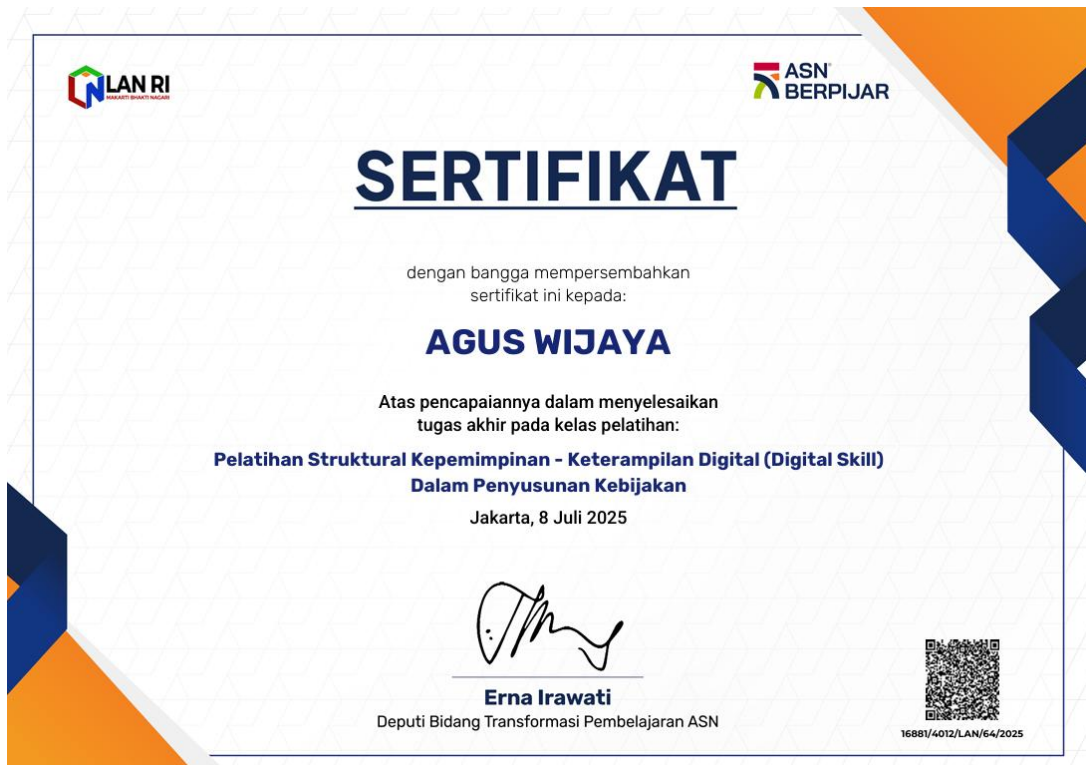 LAN RI
MAKARTI BHAKTI NAGARI
ASN
BERPIJAR
SERTIFIKAT
dengan bangga mempersembahkan
sertifikat ini kepada:
AGUS WIJAYA
Atas pencapaiannya dalam menyelesaikan
tugas akhir pada kelas pelatihan:
Pelatihan Struktural Kepemimpinan - Keterampilan Digital (Digital Skill)
Dalam Penyusunan Kebijakan
Jakarta, 8 Juli 2025
Erna Irawati
Deputi Bidang Transformasi Pembelajaran ASN
16881/4012/LAN/64/2025